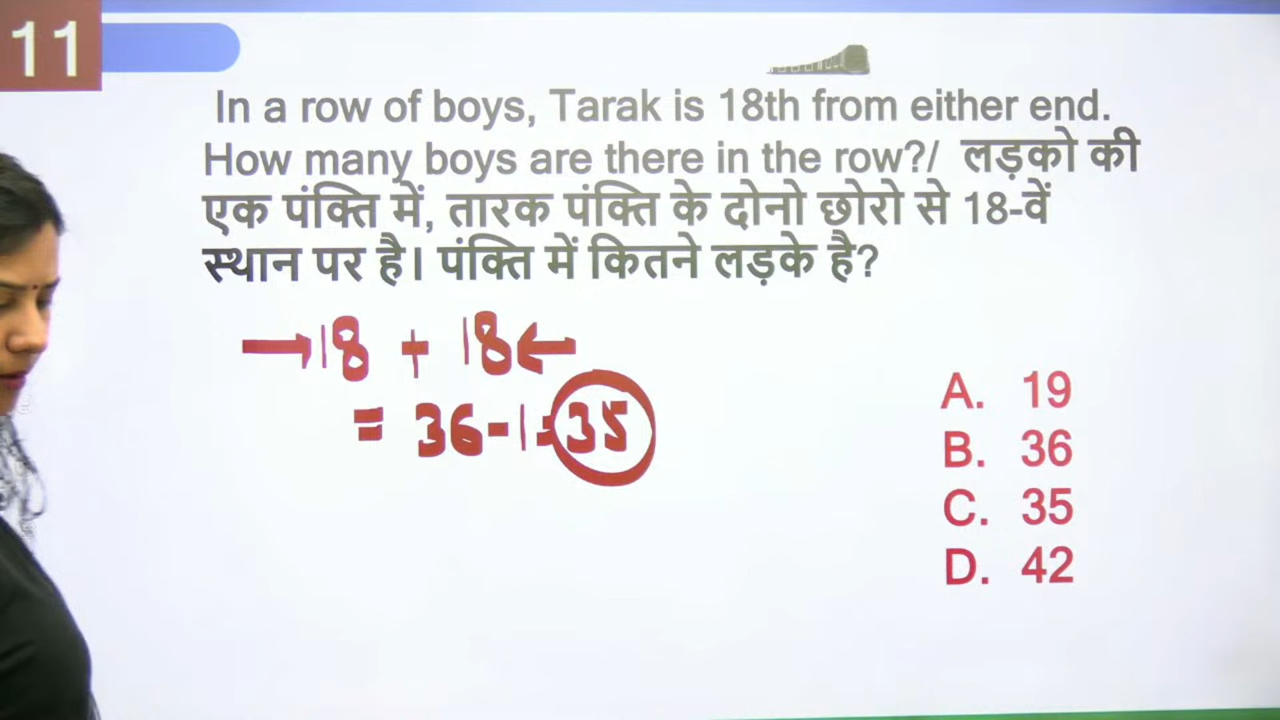 11
In a row of boys, Tarak is 18th from either end.
How many boys are there in the row?/ लड़को की
एक पंक्ति में, तारक पंक्ति के दोनो छोरो से 18-वें
स्थान पर है। पंक्ति में कितने लड़के है?
→18 + 18←
= 36-1=35
A. 19
B. 36
C. 35
D. 42